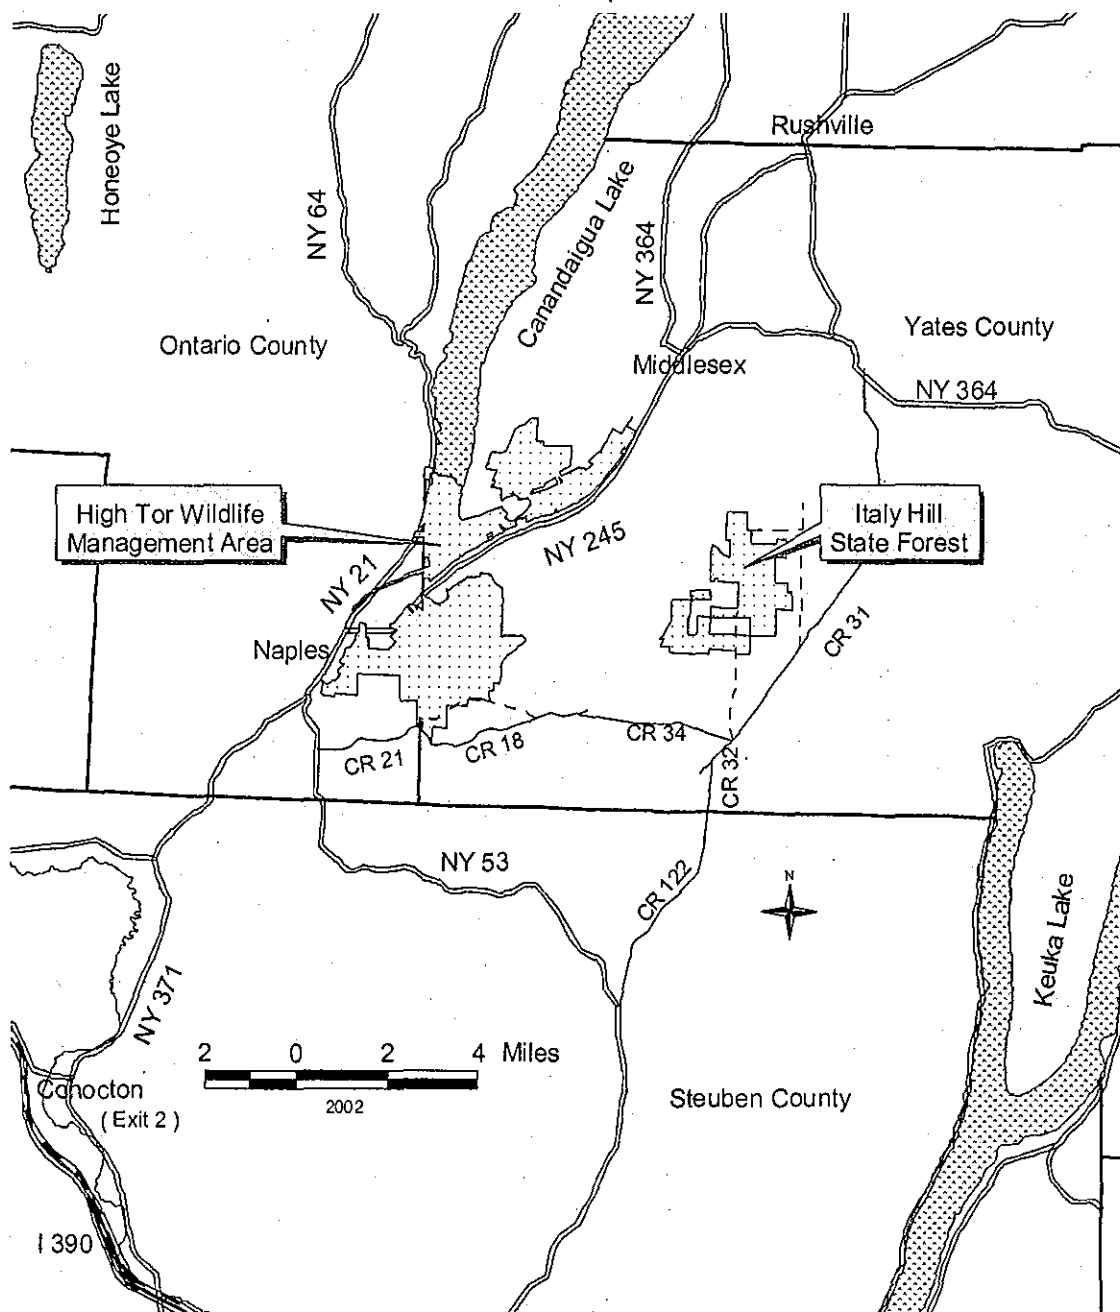 Honeoye Lake
Rushville
NY 64
Canandaigua Lake
NY 364
Ontario County
Yates County
Middlesex
NY 364
High Tor Wildlife
Management Area
Italy Hill
State Forest
NY 245
NY 21
Naples
CR 31
CR 21
CR 18
CR 34
CR 32
NY 53
CR 122
N
Keuka Lake
NY 371
2 0 2 4 Miles
2002
Cohocton
( Exit 2 )
Steuben County
I 390